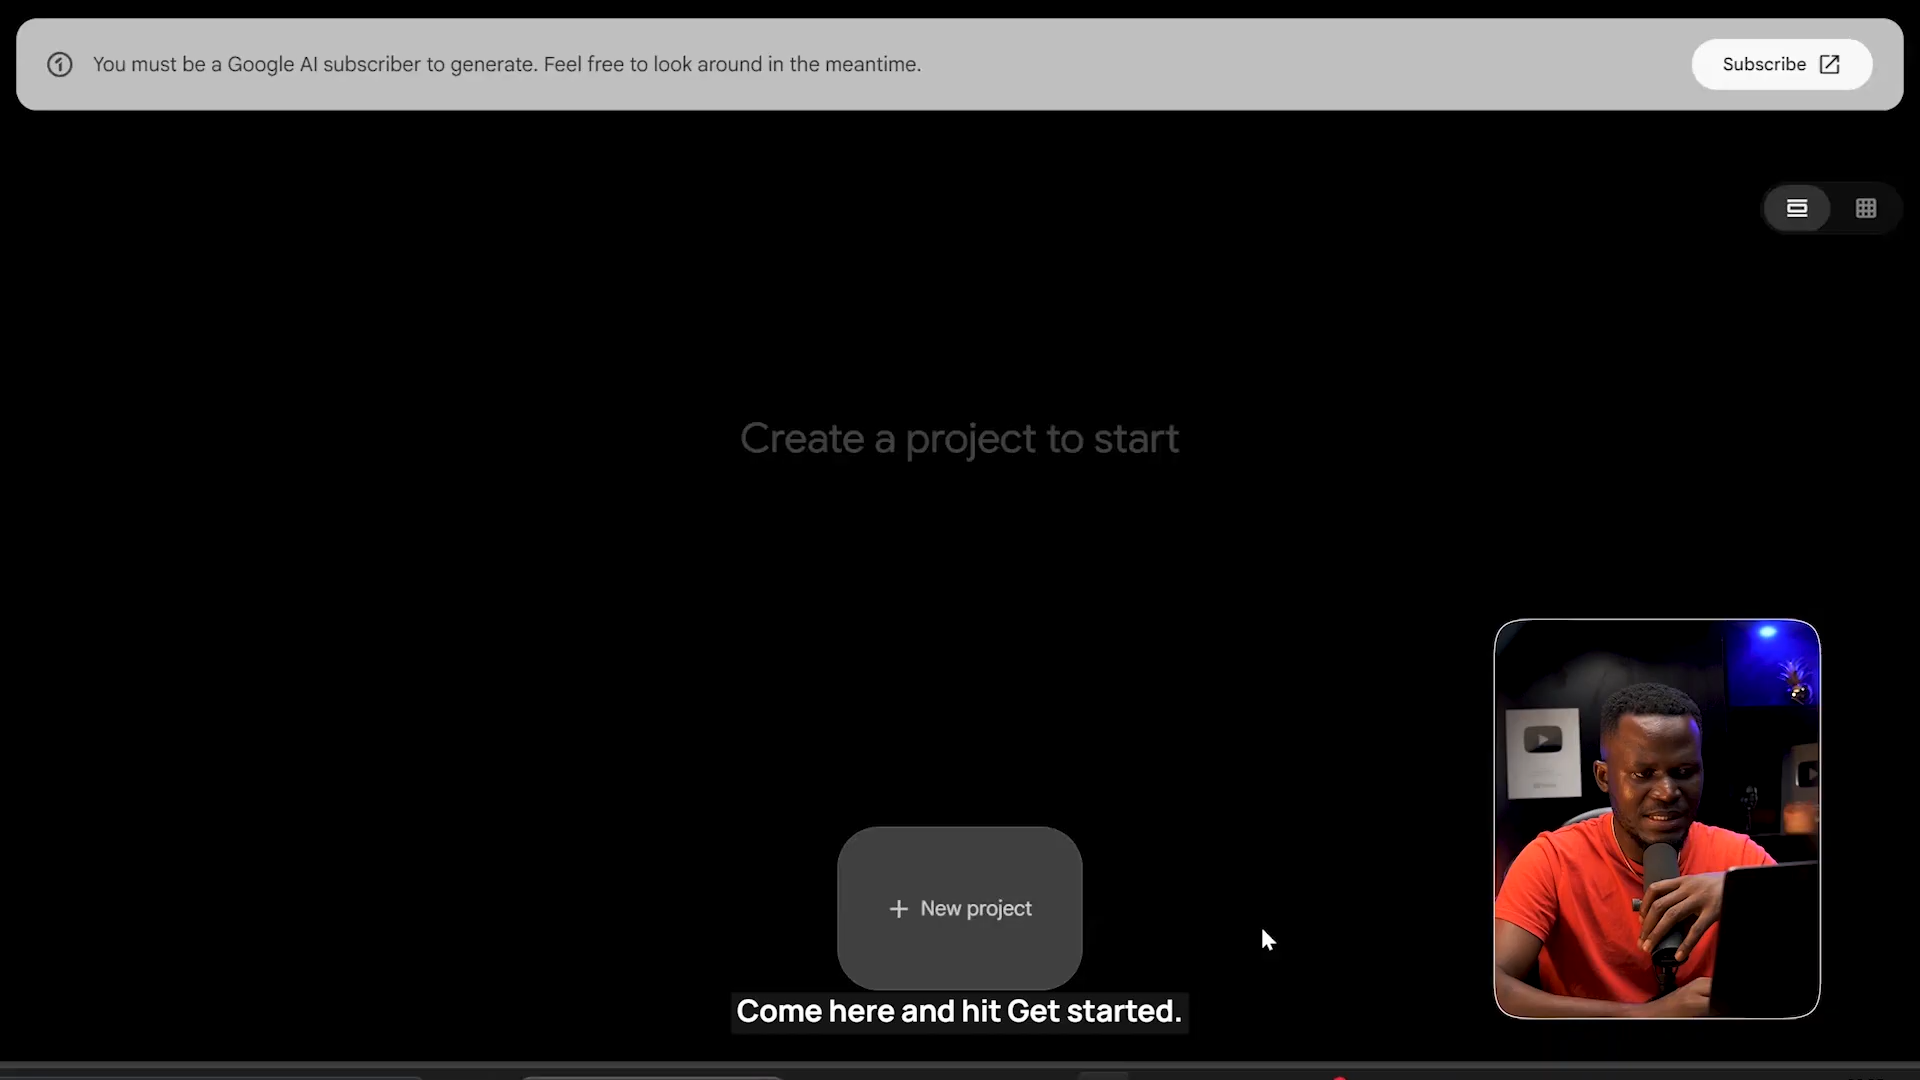 You must be a Google AI subscriber to generate. Feel free to look around in the meantime.
Subscribe
Create a project to start
+ New project
Come here and hit Get started.